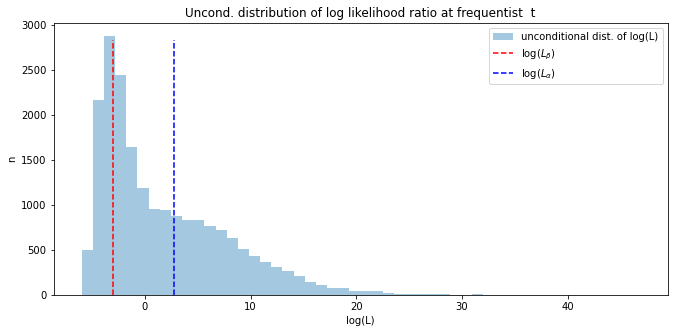 Uncond. distribution of log likelihood ratio at frequentist  t
unconditional dist. of log(L)
log(L_β)
log(L_α)
3000
2500
2000
1500
1000
500
0
n
0 10 20 30 40
log(L)